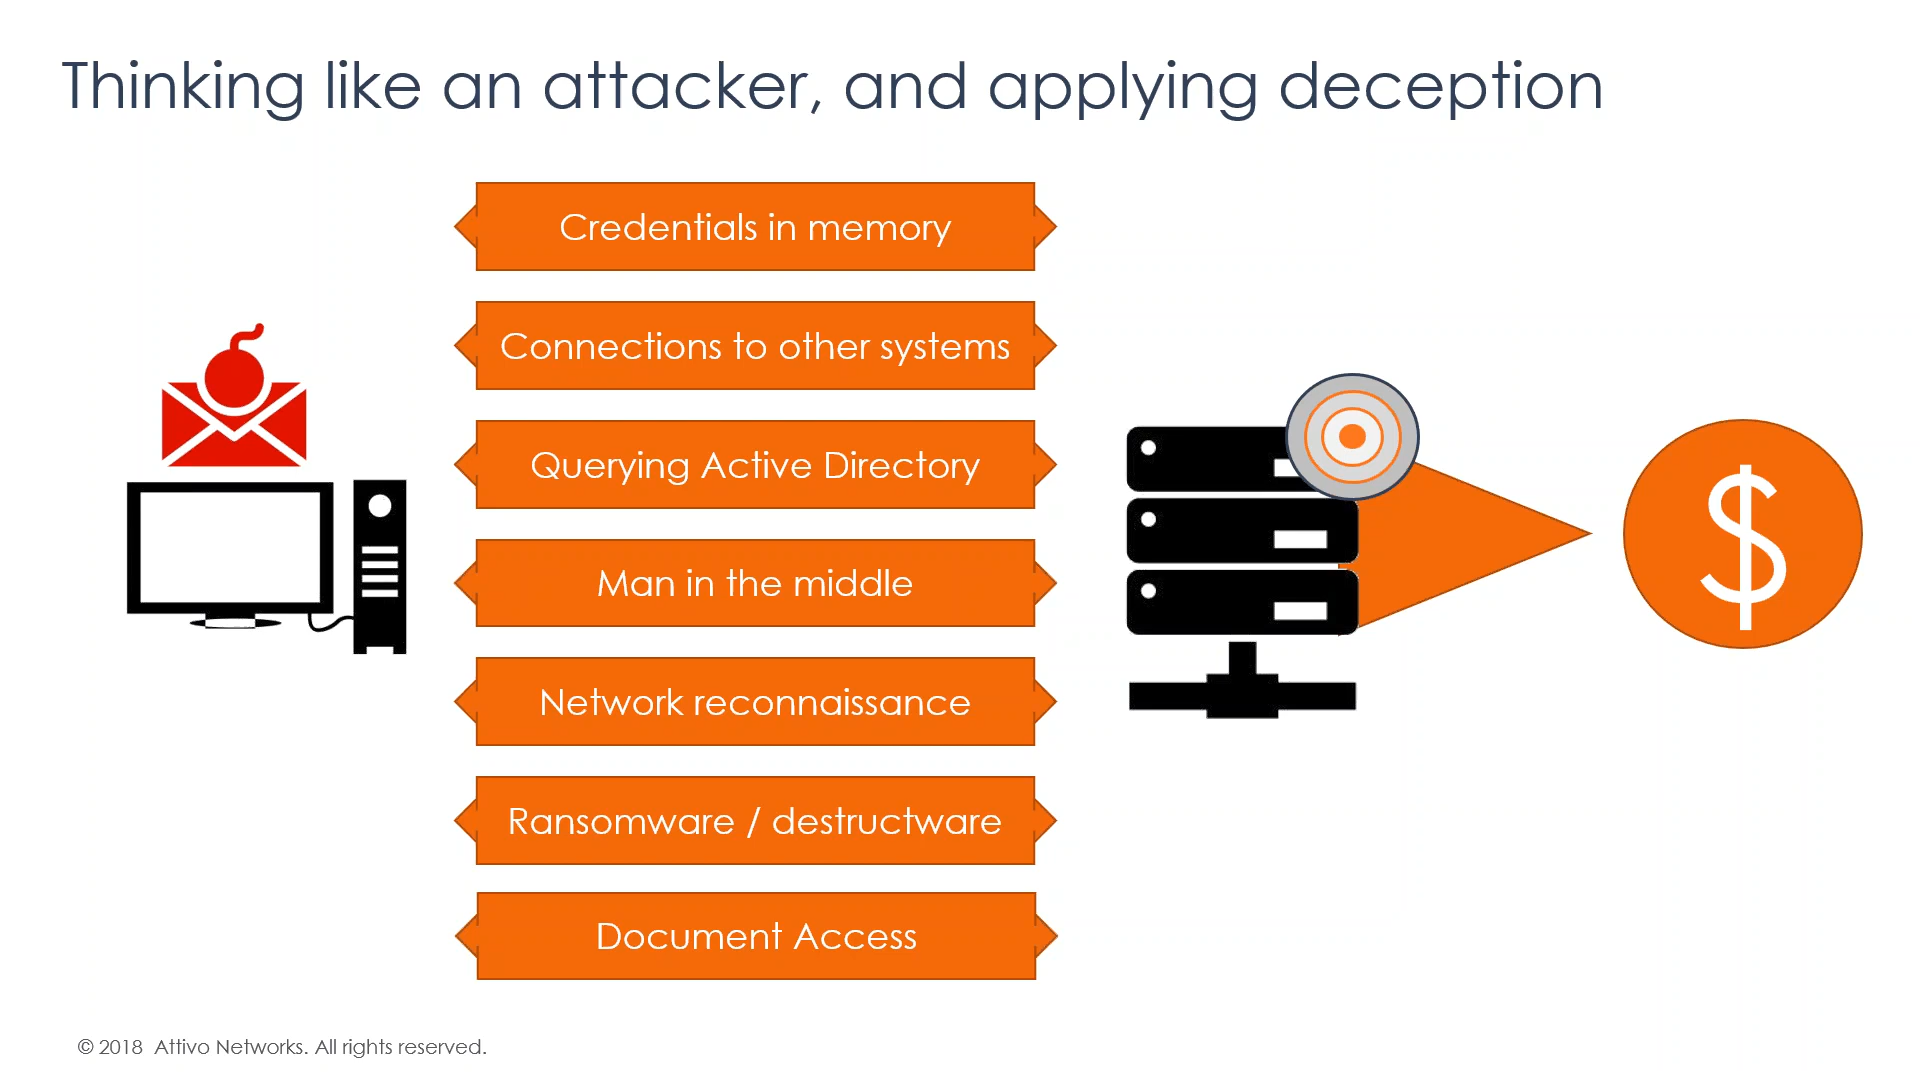 Thinking like an attacker, and applying deception
Credentials in memory
Connections to other systems
Querying Active Directory
Man in the middle
Network reconnaissance
Ransomware / destructware
Document Access
$
© 2018 Attivo Networks. All rights reserved.